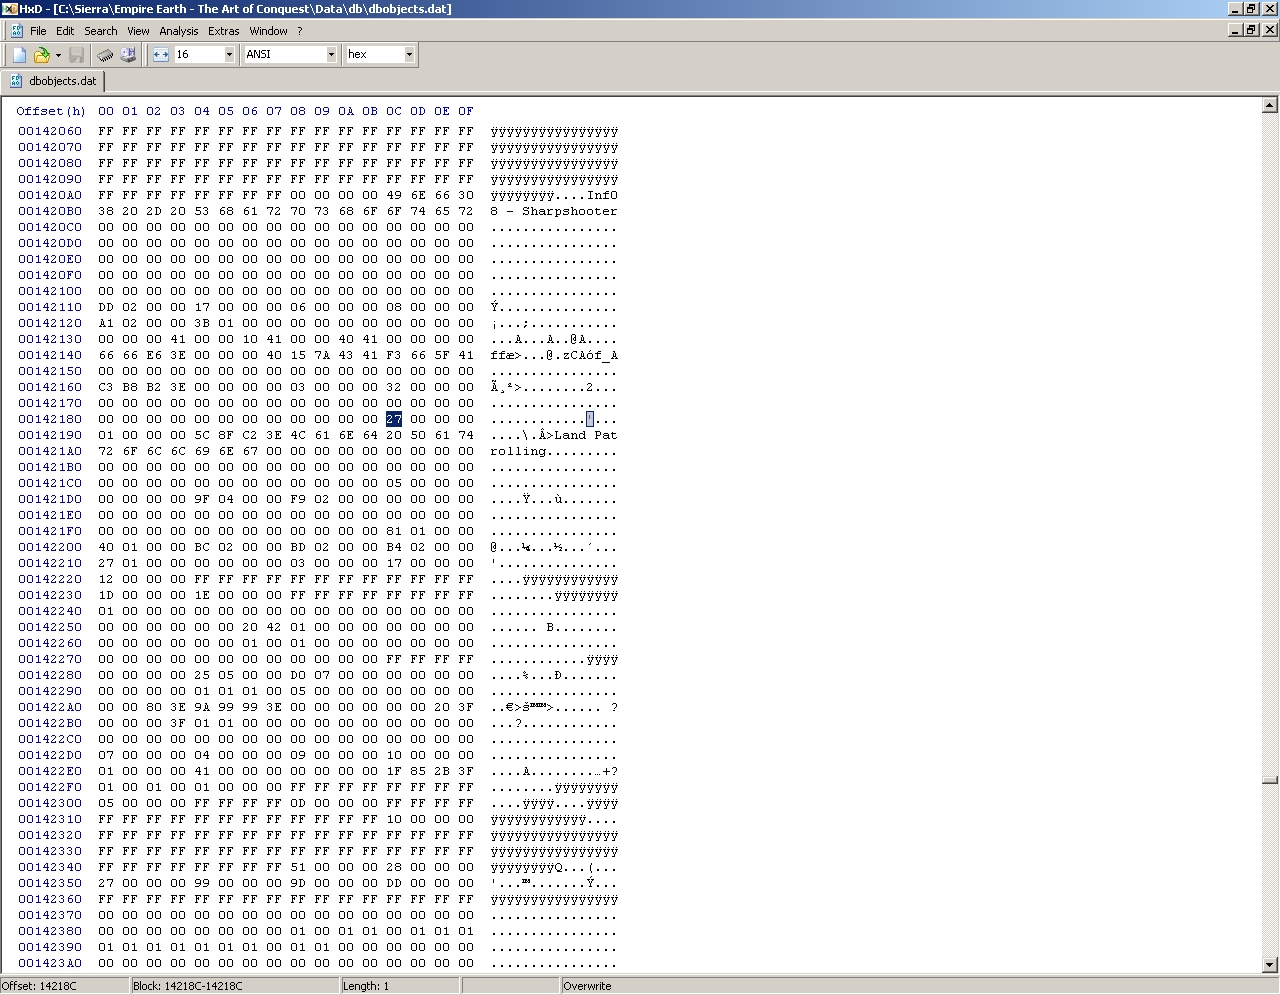 HxD - [C:\Sierra\Empire Earth - The Art of Conquest\Data\db\dbobjects.dat]
File Edit Search View Analysis Extras Window ?
16 ANSI hex
dbobjects.dat
Offset(h) 00 01 02 03 04 05 06 07 08 09 0A 0B 0C 0D 0E 0F
00142060 FF FF FF FF FF FF FF FF FF FF FF FF FF FF FF FF ÿÿÿÿÿÿÿÿÿÿÿÿÿÿÿÿ
00142070 FF FF FF FF FF FF FF FF FF FF FF FF FF FF FF FF ÿÿÿÿÿÿÿÿÿÿÿÿÿÿÿÿ
00142080 FF FF FF FF FF FF FF FF FF FF FF FF FF FF FF FF ÿÿÿÿÿÿÿÿÿÿÿÿÿÿÿÿ
00142090 FF FF FF FF FF FF FF FF FF FF FF FF FF FF FF FF ÿÿÿÿÿÿÿÿÿÿÿÿÿÿÿÿ
001420A0 FF FF FF FF FF FF FF FF 00 00 00 00 49 6E 66 30 ÿÿÿÿÿÿÿÿ....Inf0
001420B0 38 20 2D 20 53 68 61 72 70 73 68 6F 6F 74 65 72 8 - Sharpshooter
001420C0 00 00 00 00 00 00 00 00 00 00 00 00 00 00 00 00 ................
001420D0 00 00 00 00 00 00 00 00 00 00 00 00 00 00 00 00 ................
001420E0 00 00 00 00 00 00 00 00 00 00 00 00 00 00 00 00 ................
001420F0 00 00 00 00 00 00 00 00 00 00 00 00 00 00 00 00 ................
00142100 00 00 00 00 00 00 00 00 00 00 00 00 00 00 00 00 ................
00142110 DD 02 00 00 17 00 00 00 06 00 00 00 08 00 00 00 Ý...............
00142120 A1 02 00 00 3B 01 00 00 00 00 00 00 00 00 00 00 ¡...;...........
00142130 00 00 00 41 00 00 10 41 00 00 40 41 00 00 00 00 ...A...A..@A....
00142140 66 66 E6 3E 00 00 00 40 15 7A 43 41 F3 66 5F 41 ffæ>...@.zCAóf_A
00142150 00 00 00 00 00 00 00 00 00 00 00 00 00 00 00 00 ................
00142160 C3 B8 B2 3E 00 00 00 00 03 00 00 00 32 00 00 00 Ã¸²>........2...
00142170 00 00 00 00 00 00 00 00 00 00 00 00 00 00 00 00 ................
00142180 00 00 00 00 00 00 00 00 00 00 00 00 27 00 00 00 ............'...
00142190 01 00 00 00 5C 8F C2 3E 4C 61 6E 64 20 50 61 74 ....\.Â>Land Pat
001421A0 72 6F 6C 6C 69 6E 67 00 00 00 00 00 00 00 00 00 rolling.........
001421B0 00 00 00 00 00 00 00 00 00 00 00 00 00 00 00 00 ................
001421C0 00 00 00 00 00 00 00 00 00 00 00 00 05 00 00 00 ................
001421D0 00 00 00 00 9F 04 00 00 F9 02 00 00 00 00 00 00 ....Ÿ...ù.......
001421E0 00 00 00 00 00 00 00 00 00 00 00 00 00 00 00 00 ................
001421F0 00 00 00 00 00 00 00 00 00 00 00 00 81 01 00 00 ................
00142200 40 01 00 00 BC 02 00 00 BD 02 00 00 B4 02 00 00 @...¼...½...´...
00142210 27 01 00 00 00 00 00 00 03 00 00 00 17 00 00 00 '...............
00142220 12 00 00 00 FF FF FF FF FF FF FF FF FF FF FF FF ....ÿÿÿÿÿÿÿÿÿÿÿÿ
00142230 1D 00 00 00 1E 00 00 00 FF FF FF FF FF FF FF FF ........ÿÿÿÿÿÿÿÿ
00142240 01 00 00 00 00 00 00 00 00 00 00 00 00 00 00 00 ................
00142250 00 00 00 00 00 00 20 42 01 00 00 00 00 00 00 00 ...... B........
00142260 00 00 00 00 00 00 01 00 01 00 00 00 00 00 00 00 ................
00142270 00 00 00 00 00 00 00 00 00 00 00 00 FF FF FF FF ............ÿÿÿÿ
00142280 00 00 00 00 25 05 00 00 D0 07 00 00 00 00 00 00 ....%...Ð.......
00142290 00 00 00 00 01 01 01 00 05 00 00 00 00 00 00 00 ................
001422A0 00 00 80 3E 9A 99 99 3E 00 00 00 00 00 00 20 3F ..€>š™™>...... ?
001422B0 00 00 00 3F 01 01 00 00 00 00 00 00 00 00 00 00 ...?............
001422C0 00 00 00 00 00 00 00 00 00 00 00 00 00 00 00 00 ................
001422D0 07 00 00 00 04 00 00 00 09 00 00 00 10 00 00 00 ................
001422E0 01 00 00 00 41 00 00 00 00 00 00 00 1F 85 2B 3F ....A........…+?
001422F0 01 00 01 00 01 00 00 00 FF FF FF FF FF FF FF FF ........ÿÿÿÿÿÿÿÿ
00142300 05 00 00 00 FF FF FF FF 0D 00 00 00 FF FF FF FF ....ÿÿÿÿ....ÿÿÿÿ
00142310 FF FF FF FF FF FF FF FF FF FF FF FF 10 00 00 00 ÿÿÿÿÿÿÿÿÿÿÿÿ....
00142320 FF FF FF FF FF FF FF FF FF FF FF FF FF FF FF FF ÿÿÿÿÿÿÿÿÿÿÿÿÿÿÿÿ
00142330 FF FF FF FF FF FF FF FF FF FF FF FF FF FF FF FF ÿÿÿÿÿÿÿÿÿÿÿÿÿÿÿÿ
00142340 FF FF FF FF FF FF FF FF 51 00 00 00 28 00 00 00 ÿÿÿÿÿÿÿÿQ...(...
00142350 27 00 00 00 99 00 00 00 9D 00 00 00 DD 00 00 00 '...™.......Ý...
00142360 FF FF FF FF FF FF FF FF FF FF FF FF FF FF FF FF ÿÿÿÿÿÿÿÿÿÿÿÿÿÿÿÿ
00142370 00 00 00 00 00 00 00 00 00 00 00 00 00 00 00 00 ................
00142380 00 00 00 00 00 00 00 00 01 00 01 01 00 01 01 01 ................
00142390 01 01 01 01 01 01 01 00 01 01 00 00 00 00 00 00 ................
001423A0 00 00 00 00 00 00 00 00 00 00 00 00 00 00 00 00 ................
Offset: 14218C Block: 14218C-14218C Length: 1 Overwrite